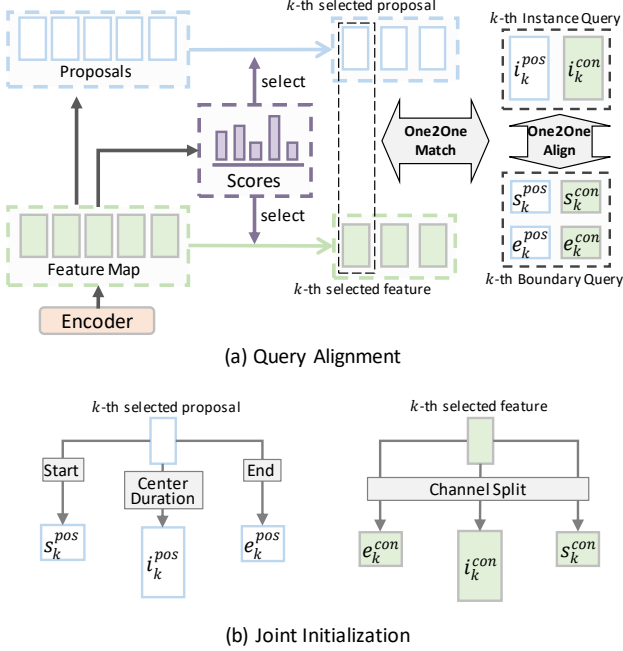 k-th selected proposal
k-th Instance Query
Proposals
select
i_k^{pos} i_k^{con}
One2One
Match
One2One
Align
Scores
select
s_k^{pos} s_k^{con}
e_k^{pos} e_k^{con}
Feature Map
k-th selected feature
k-th Boundary Query
Encoder
(a) Query Alignment
k-th selected proposal
k-th selected feature
Start
Center
Duration
End
Channel Split
s_k^{pos}
i_k^{pos}
e_k^{pos}
e_k^{con}
i_k^{con}
s_k^{con}
(b) Joint Initialization